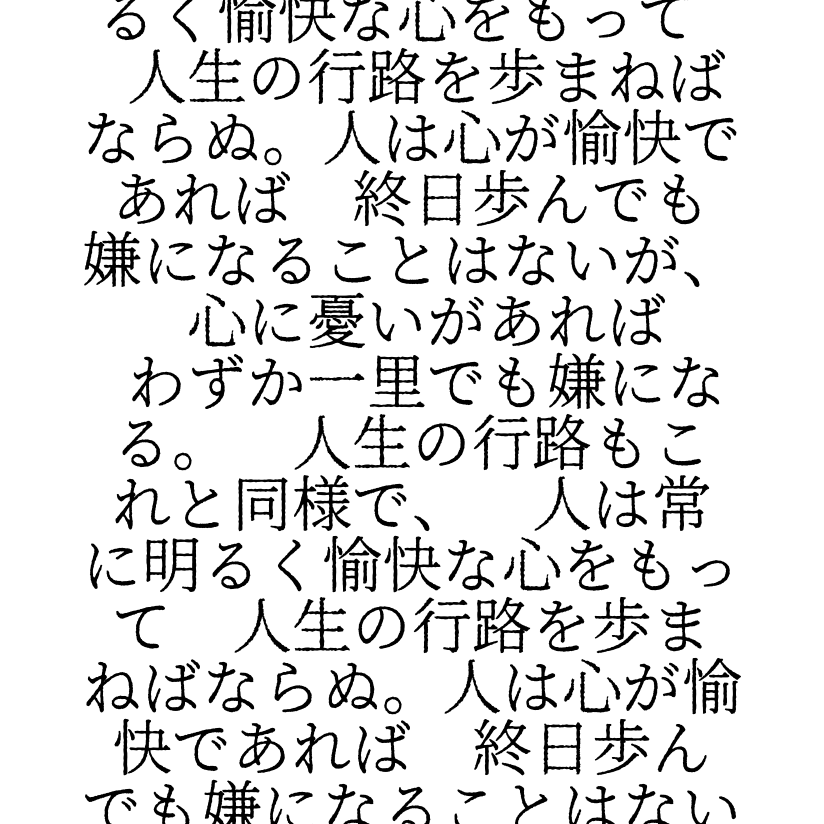 るく愉快な心をもって
人生の行路を歩まねば
ならぬ。人は心が愉快で
あれば　終日歩んでも
嫌になることはないが、
心に憂いがあれば
わずか一里でも嫌にな
る。　人生の行路もこ
れと同様で、　人は常
に明るく愉快な心をもっ
て　人生の行路を歩ま
ねばならぬ。人は心が愉
快であれば　終日歩ん
でも嫌になることはない